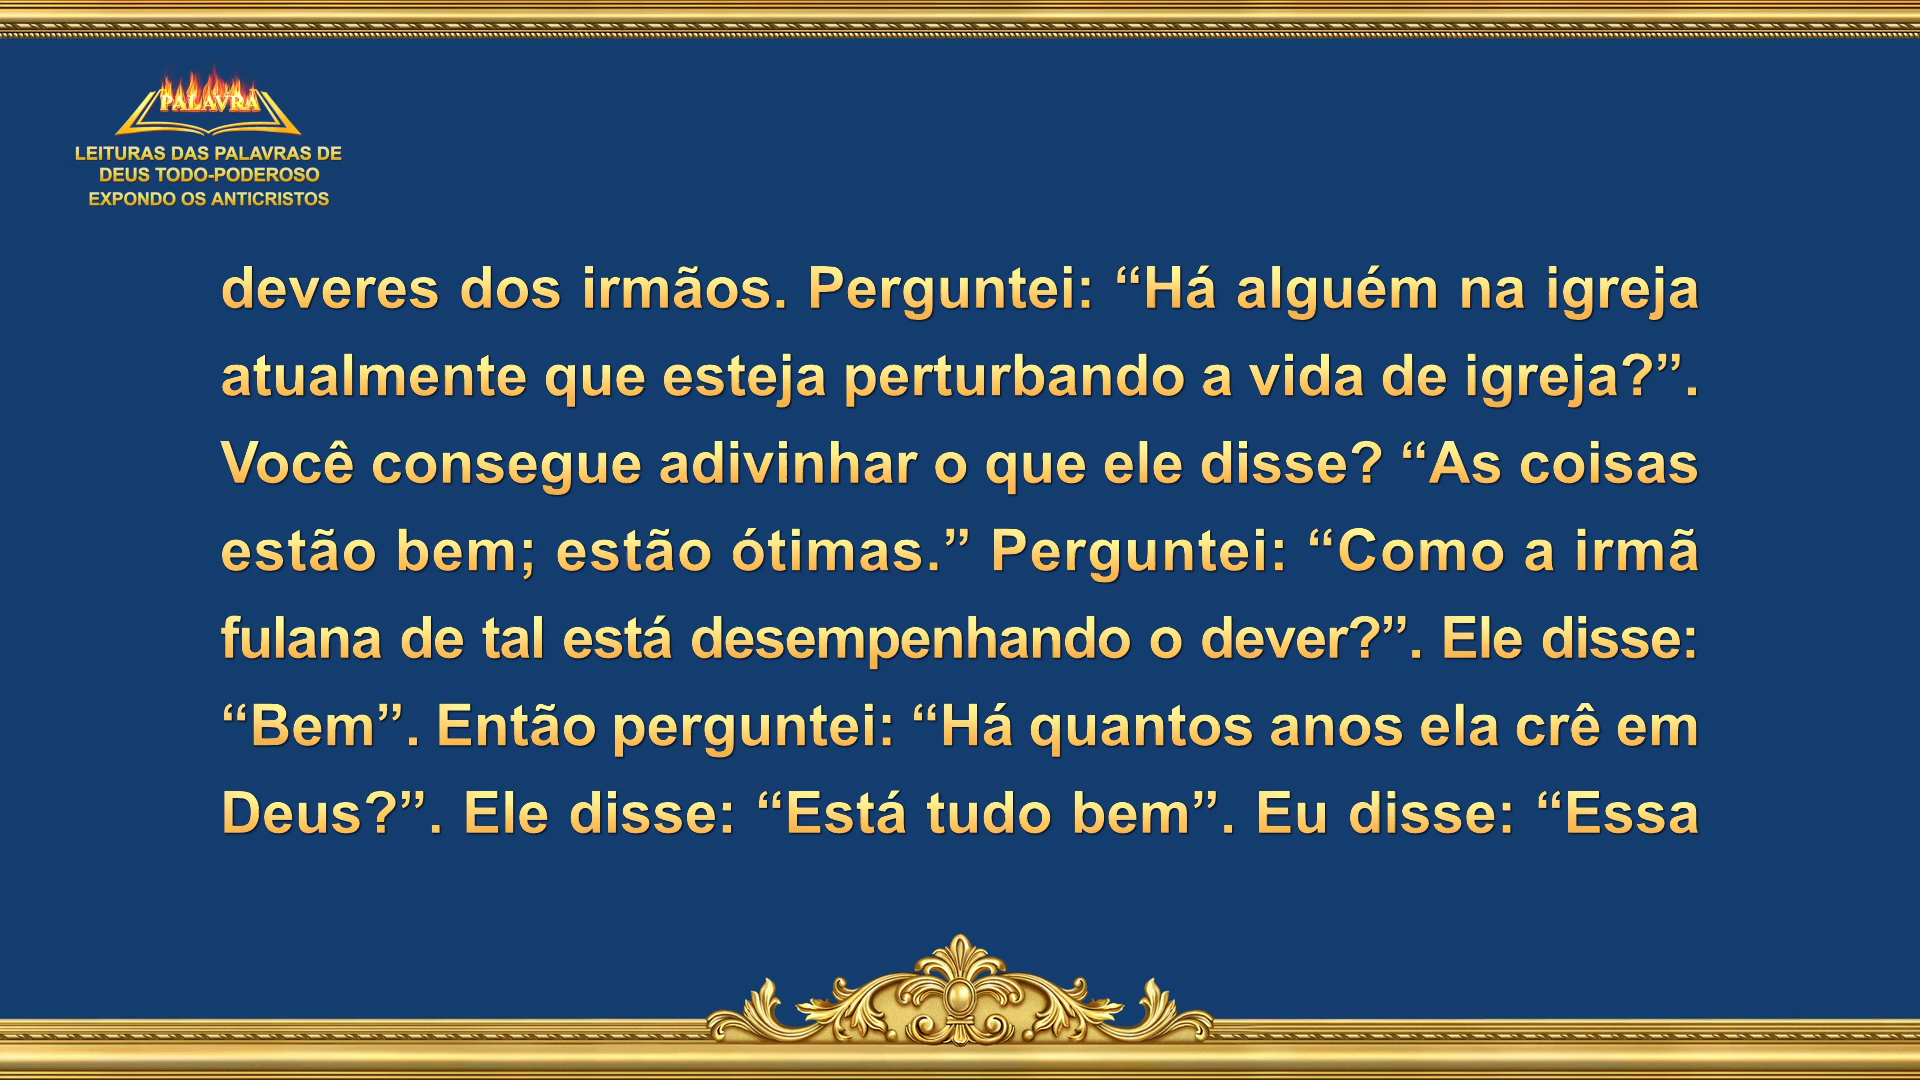 PALAVRA
LEITURAS DAS PALAVRAS DE
DEUS TODO-PODEROSO
EXPONDO OS ANTICRISTOS
deveres dos irmãos. Perguntei: “Há alguém na igreja
atualmente que esteja perturbando a vida de igreja?”.
Você consegue adivinhar o que ele disse? “As coisas
estão bem; estão ótimas.” Perguntei: “Como a irmã
fulana de tal está desempenhando o dever?”. Ele disse:
“Bem”. Então perguntei: “Há quantos anos ela crê em
Deus?”. Ele disse: “Está tudo bem”. Eu disse: “Essa